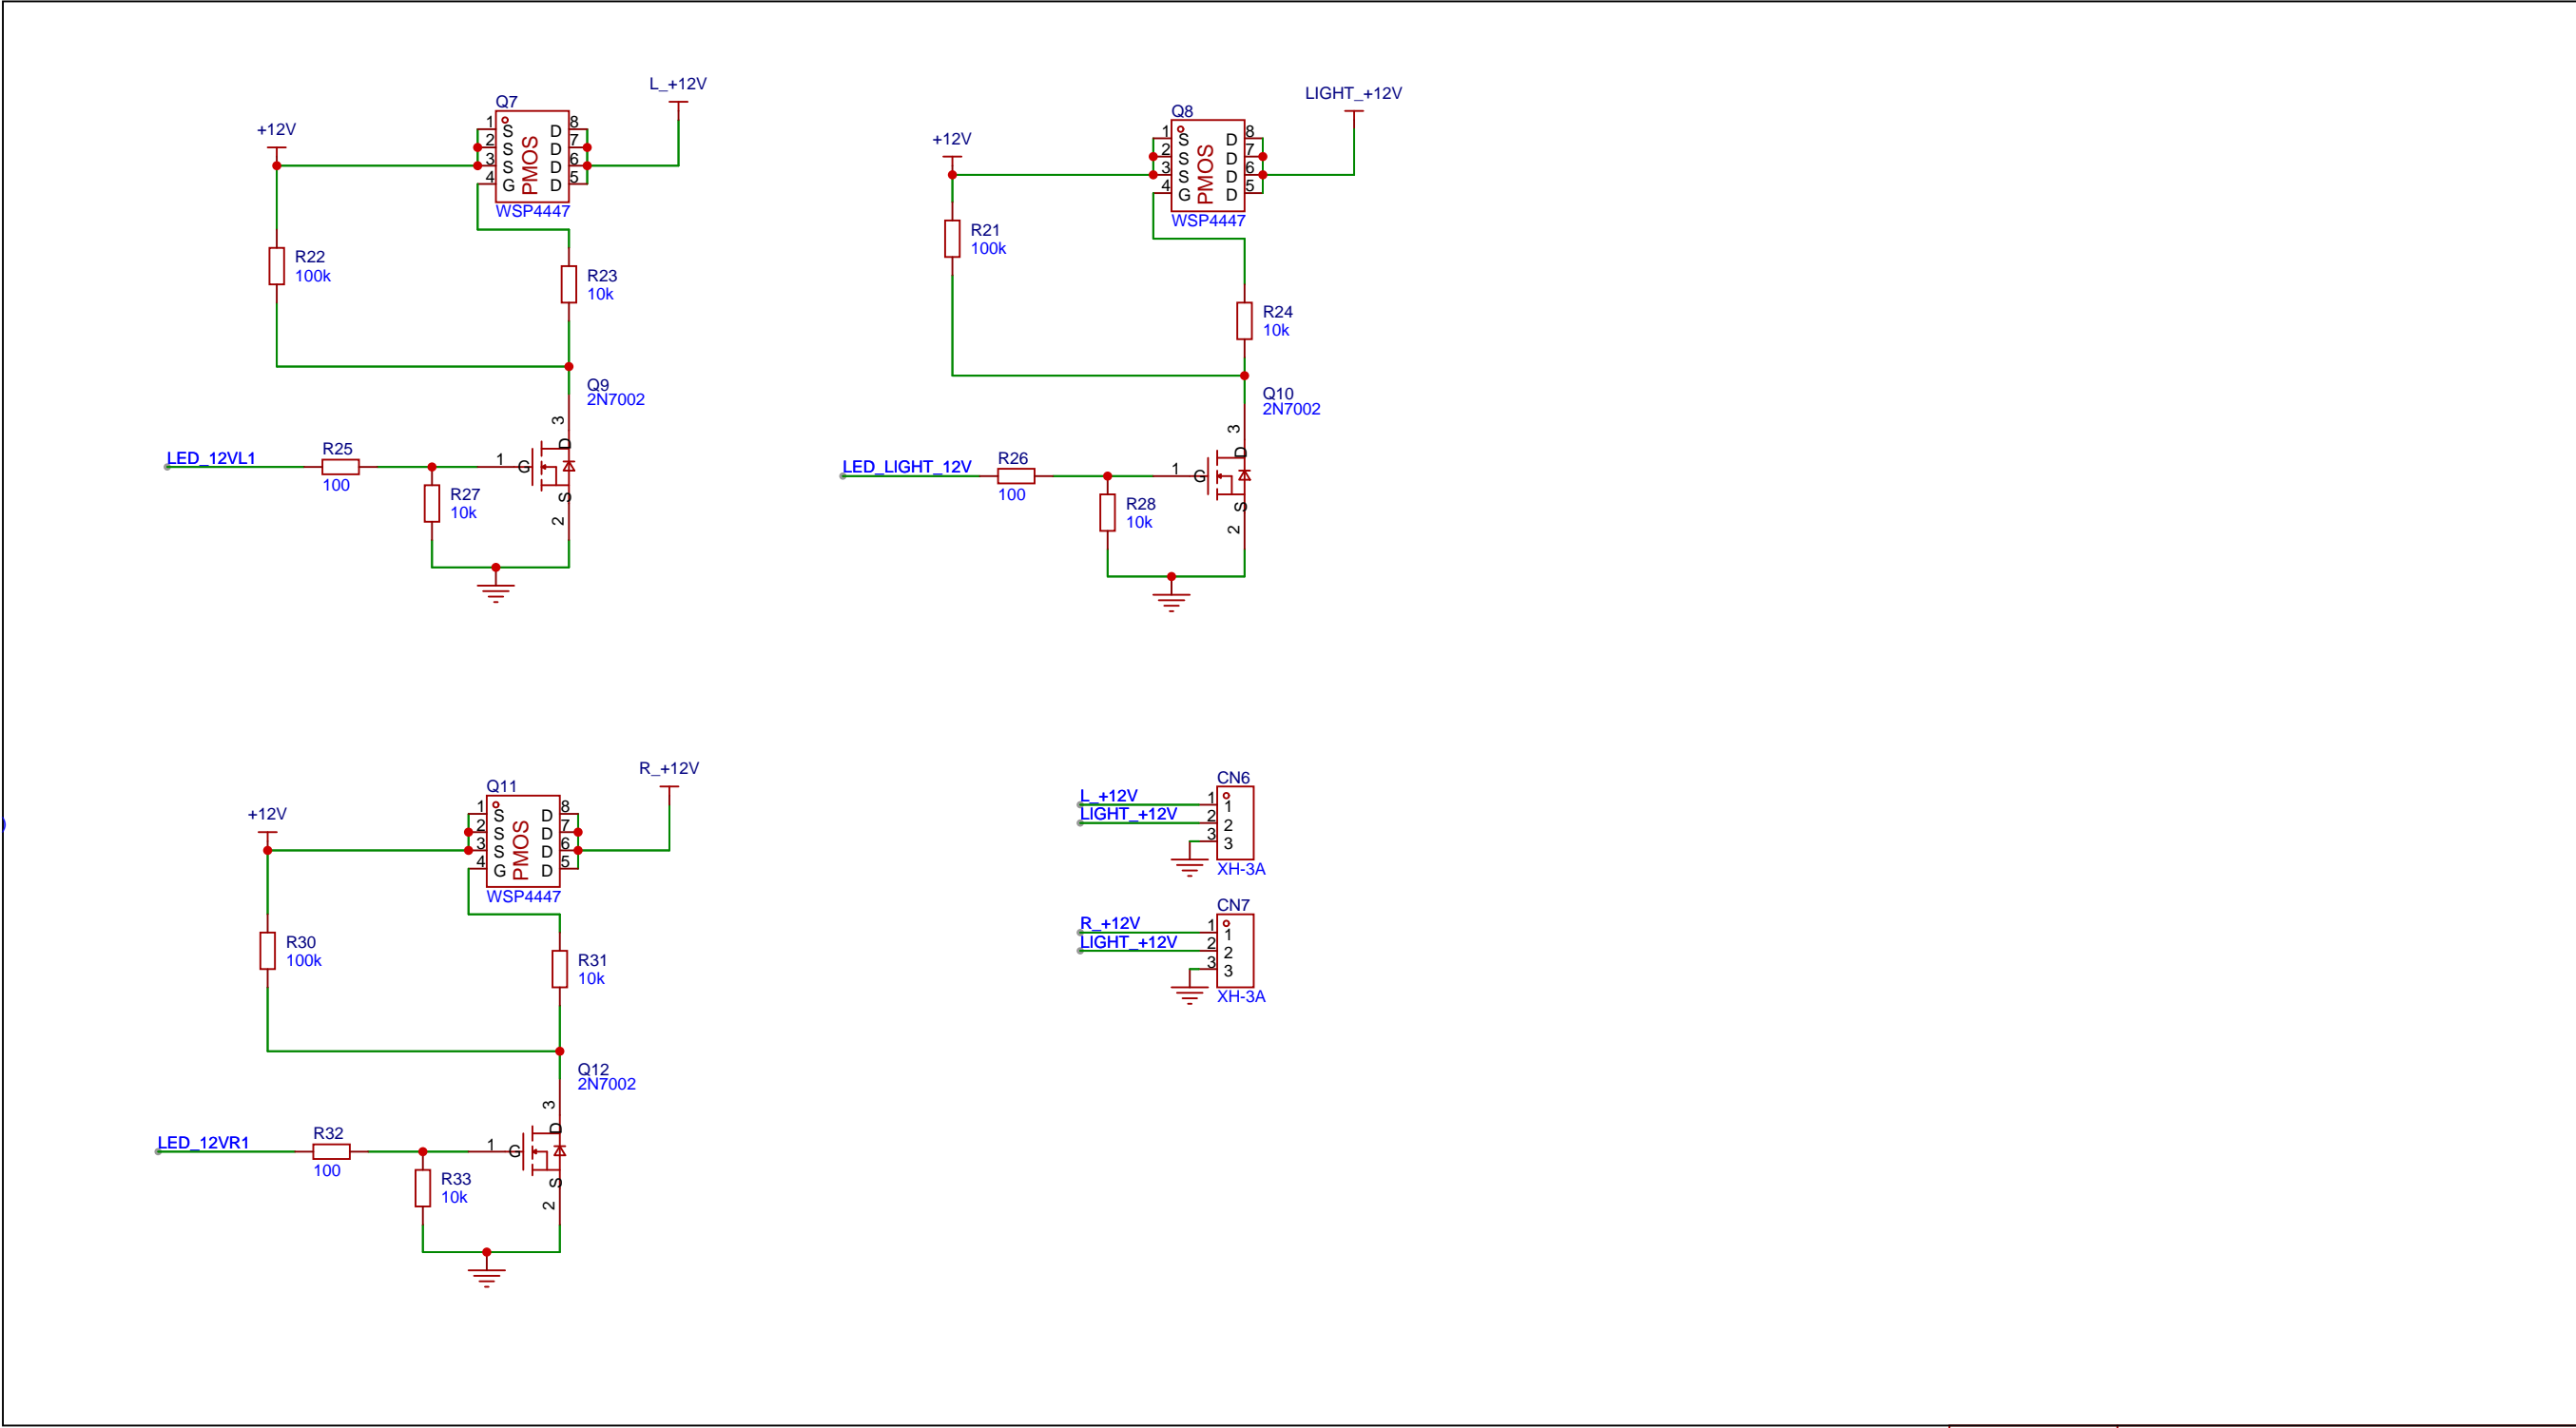 L_+12V
Q7
+12V
1 S D 8
2 S D 7
3 S D 6
4 G D 5
PMOS
WSP4447
R22
100k
R23
10k
Q9
2N7002
3
D
LED_12VL1
R25
100
1
G
R27
10k
S
2
LIGHT_+12V
Q8
+12V
1 S D 8
2 S D 7
3 S D 6
4 G D 5
PMOS
WSP4447
R21
100k
R24
10k
Q10
2N7002
3
D
LED_LIGHT_12V
R26
100
1
G
R28
10k
S
2
R_+12V
Q11
+12V
1 S D 8
2 S D 7
3 S D 6
4 G D 5
PMOS
WSP4447
R30
100k
R31
10k
Q12
2N7002
3
D
LED_12VR1
R32
100
1
G
R33
10k
S
2
CN6
L_+12V 1 1
LIGHT_+12V 2 2
3 3
XH-3A
CN7
R_+12V 1 1
LIGHT_+12V 2 2
3 3
XH-3A